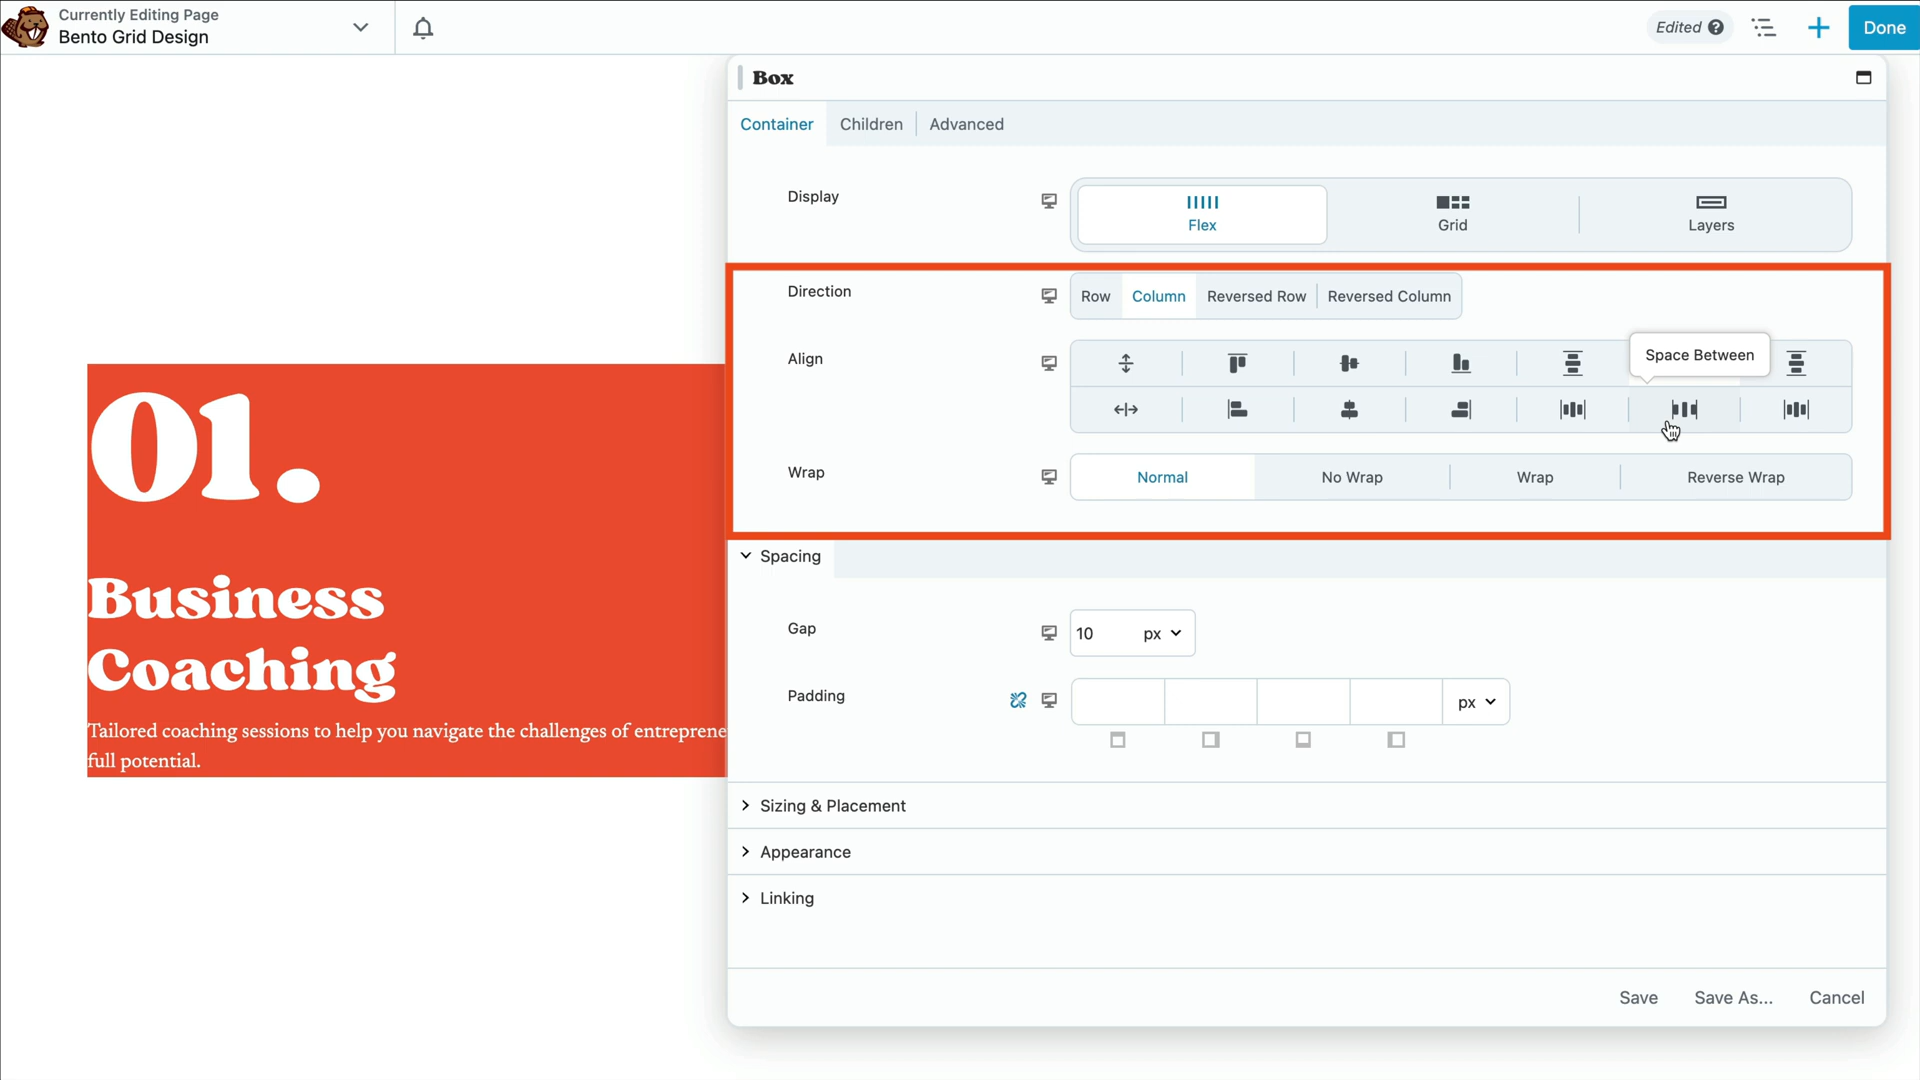 Currently Editing Page
Bento Grid Design
Edited ?
Done
Box
Container
Children
Advanced
Display
Flex
Grid
Layers
Direction
Row
Column
Reversed Row
Reversed Column
Align
Space Between
Wrap
Normal
No Wrap
Wrap
Reverse Wrap
Spacing
Gap
10
px
Padding
px
Sizing & Placement
Appearance
Linking
Save
Save As...
Cancel
01.
Business
Coaching
Tailored coaching sessions to help you navigate the challenges of entreprene
full potential.